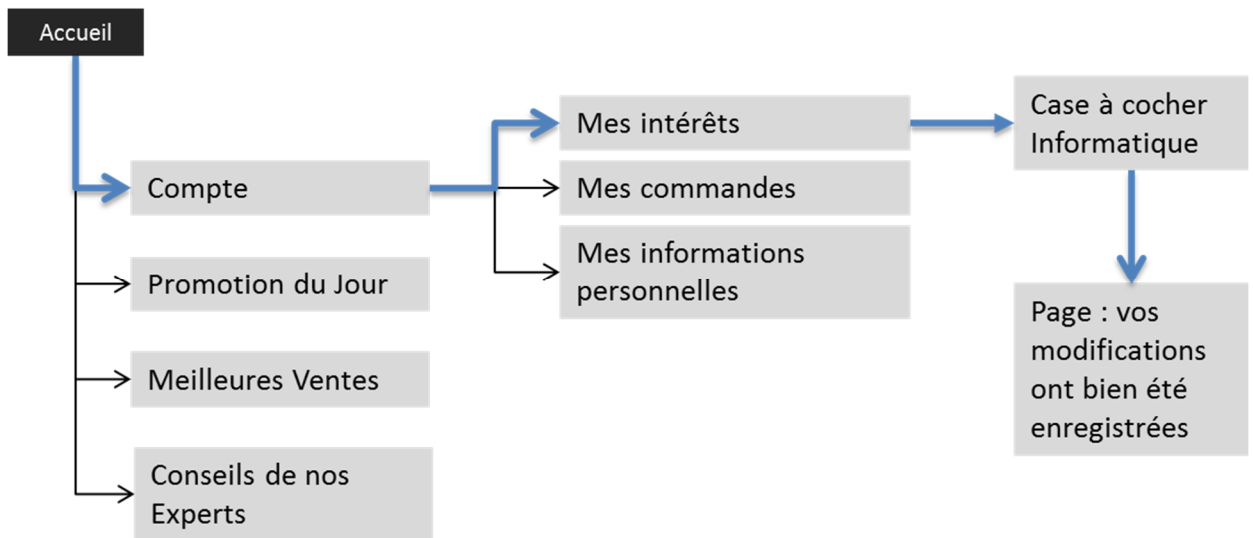 Accueil
Compte
Promotion du Jour
Meilleures Ventes
Conseils de nos
Experts
Mes intérêts
Mes commandes
Mes informations
personnelles
Case à cocher
Informatique
Page : vos
modifications
ont bien été
enregistrées